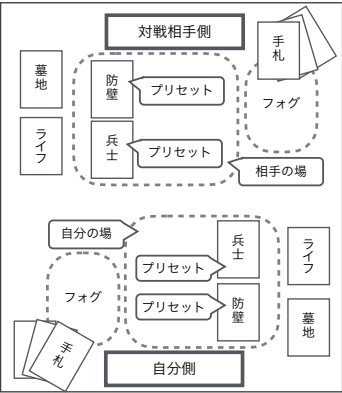 対戦相手側
手札
墓地
防壁
プリセット
フォグ
ライフ
兵士
プリセット
相手の場
自分の場
兵士
ライフ
プリセット
フォグ
プリセット
防壁
墓地
手札
自分側